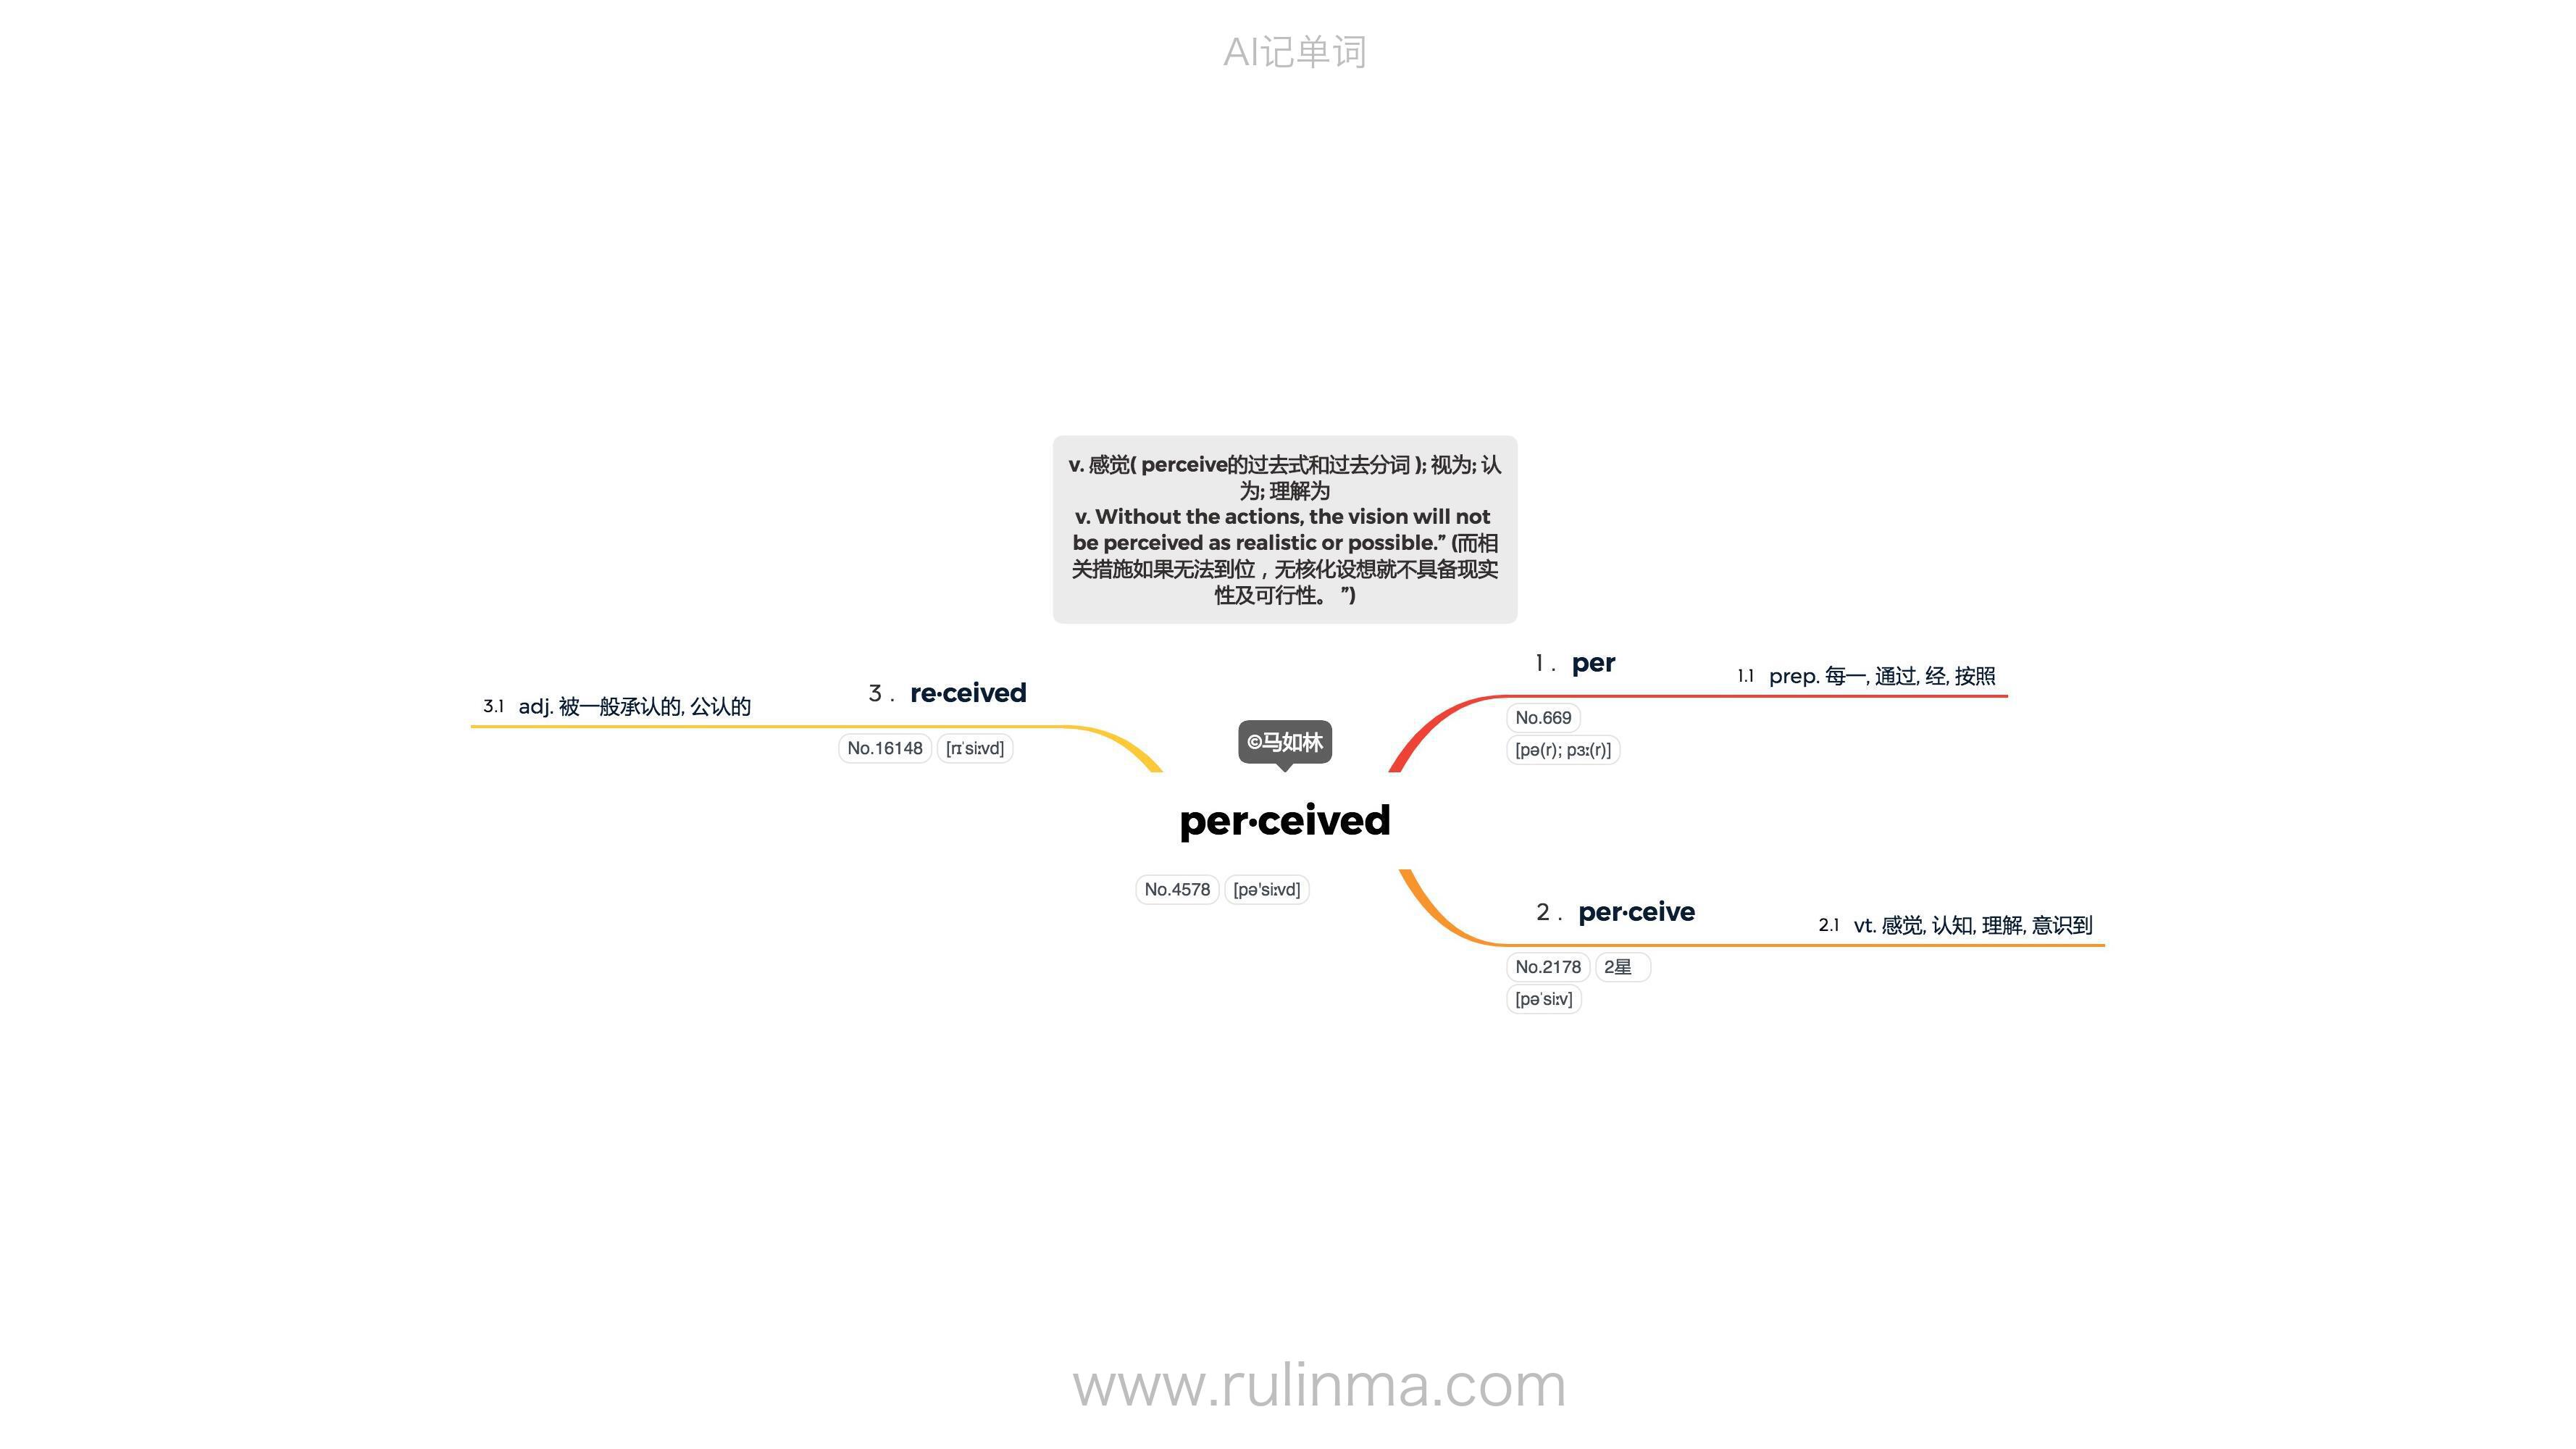 AI记单词
v. 感觉( perceive的过去式和过去分词 ); 视为; 认
为; 理解为
v. Without the actions, the vision will not
be perceived as realistic or possible.” (而相
关措施如果无法到位，无核化设想就不具备现实
性及可行性。 ”)
1 . per
1.1 prep. 每一, 通过, 经, 按照
No.669
[pə(r); pɜː(r)]
3 . re·ceived
3.1 adj. 被一般承认的, 公认的
No.16148 [rɪˈsiːvd]
©马如林
per·ceived
No.4578 [pə'siːvd]
2 . per·ceive
2.1 vt. 感觉, 认知, 理解, 意识到
No.2178 2星
[pəˈsiːv]
www.rulinma.com